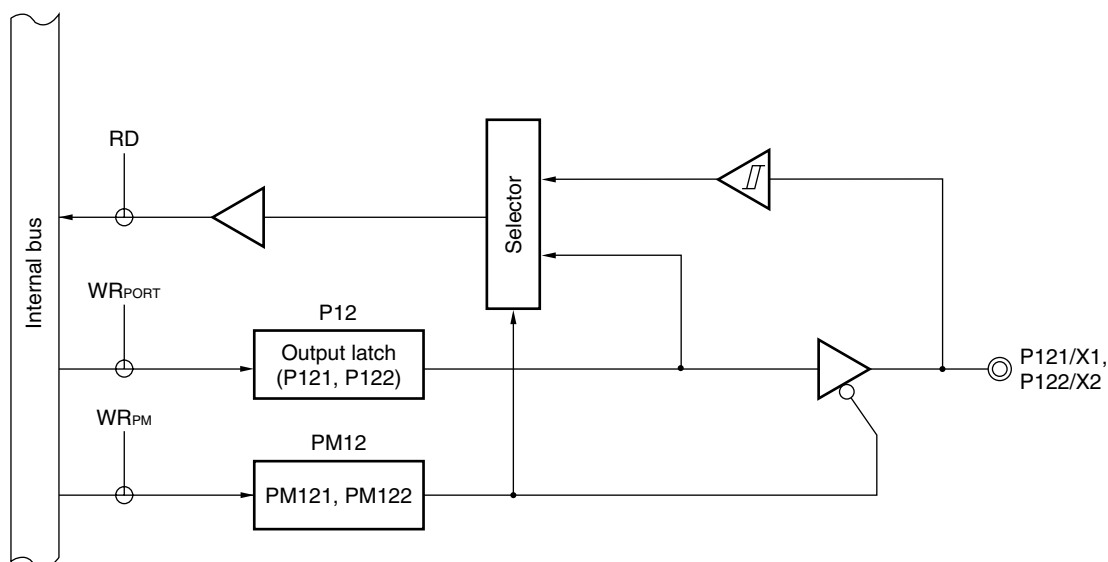 RD
Selector
Internal bus
WRPORT
P12
Output latch
(P121, P122)
P121/X1,
P122/X2
WRPM
PM12
PM121, PM122